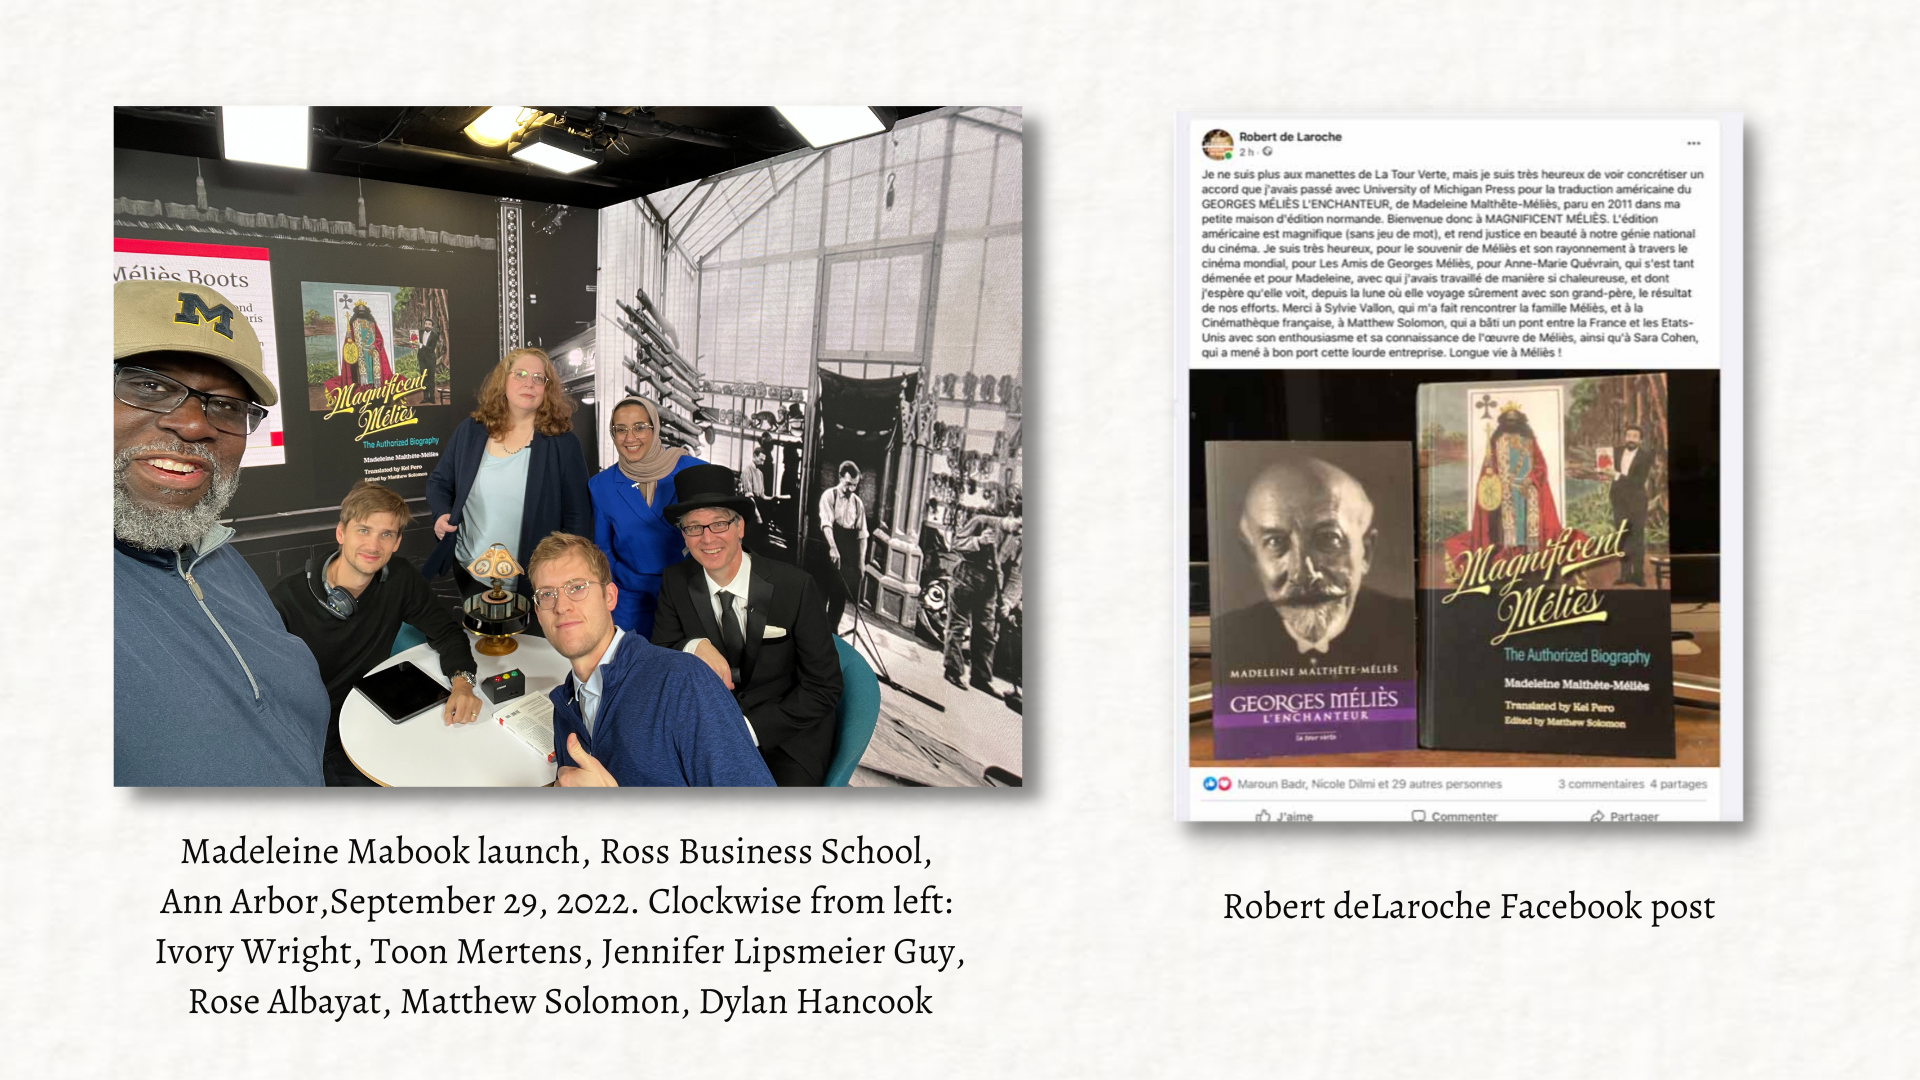 Méliès Boots
M
Magnificent
Méliès
The Authorized Biography
Madeleine Malthête-Méliès
Translated by Kel Pero
Edited by Matthew Solomon
Madeleine Mabook launch, Ross Business School,
Ann Arbor,September 29, 2022. Clockwise from left:
Ivory Wright, Toon Mertens, Jennifer Lipsmeier Guy,
Rose Albayat, Matthew Solomon, Dylan Hancook
Robert de Laroche
2 h
Je ne suis plus aux manettes de La Tour Verte, mais je suis très heureux de voir concrétiser un
accord que j'avais passé avec University of Michigan Press pour la traduction américaine du
GEORGES MÉLIÈS L'ENCHANTEUR, de Madeleine Malthête-Méliès, paru en 2011 dans ma
petite maison d'édition normande. Bienvenue donc à MAGNIFICENT MÉLIÈS. L'édition
américaine est magnifique (sans jeu de mot), et rend justice en beauté à notre génie national
du cinéma. Je suis très heureux, pour le souvenir de Méliès et son rayonnement à travers le
cinéma mondial, pour Les Amis de Georges Méliès, pour Anne-Marie Quévrain, qui s'est tant
démenée et pour Madeleine, avec qui j'avais travaillé de manière si chaleureuse, et dont
j'espère qu'elle voit, depuis la lune où elle voyage sûrement avec son grand-père, le résultat
de nos efforts. Merci à Sylvie Vallon, qui m'a fait rencontrer la famille Méliès, et à la
Cinémathèque française, à Matthew Solomon, qui a bâti un pont entre la France et les Etats-
Unis avec son enthousiasme et sa connaissance de l'œuvre de Méliès, ainsi qu'à Sara Cohen,
qui a mené à bon port cette lourde entreprise. Longue vie à Méliès !
MADELEINE MALTHÊTE-MÉLIÈS
GEORGES MÉLIÈS
L'ENCHANTEUR
la tour verte
Magnificent
Méliès
The Authorized Biography
Madeleine Malthête-Méliès
Translated by Kel Pero
Edited by Matthew Solomon
Maroun Badr, Nicole Dilmi et 29 autres personnes
3 commentaires 4 partages
J'aime
Commenter
Partager
Robert deLaroche Facebook post